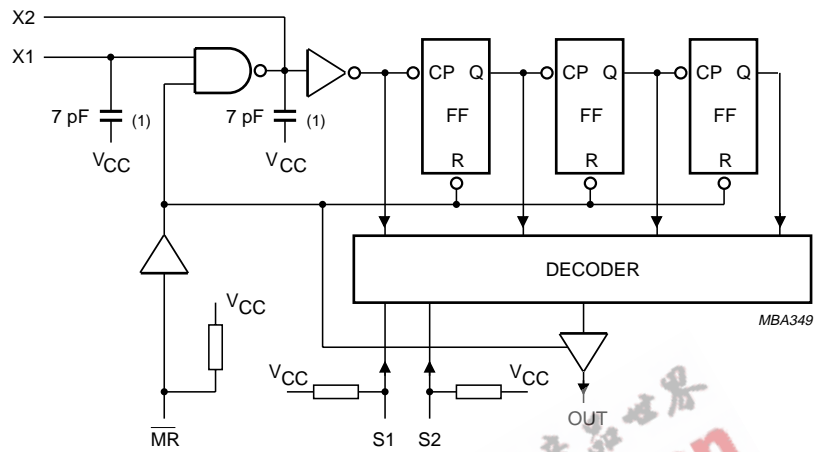 X2
X1
CP Q
CP Q
CP Q
FF
FF
FF
7 pF (1)
7 pF (1)
R
R
R
VCC
VCC
DECODER
MBA349
VCC
VCC
VCC
OUT
MR
S1
S2